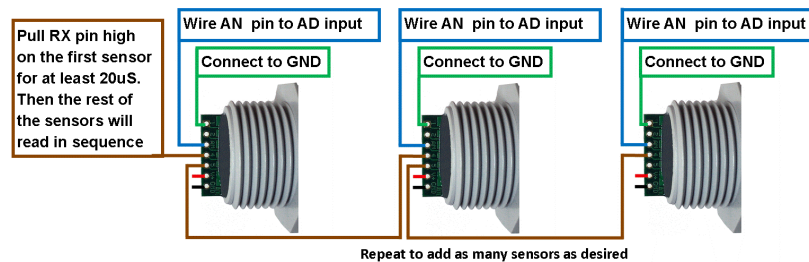 Pull RX pin high
on the first sensor
for at least 20uS.
Then the rest of
the sensors will
read in sequence
Wire AN pin to AD input
Connect to GND
Wire AN pin to AD input
Connect to GND
Wire AN pin to AD input
Connect to GND
Repeat to add as many sensors as desired